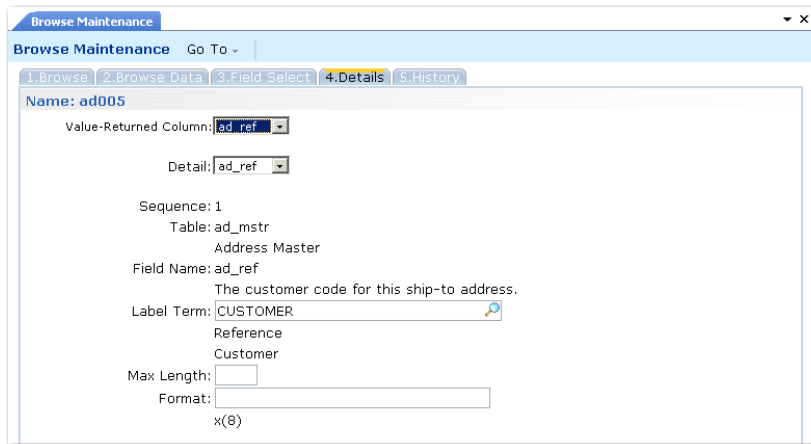 Browse Maintenance
Browse Maintenance Go To
1.Browse 2.Browse Data 3.Field Select 4.Details 5.History
Name: ad005
Value-Returned Column: ad_ref
Detail: ad_ref
Sequence: 1
Table: ad_mstr
Address Master
Field Name: ad_ref
The customer code for this ship-to address.
Label Term: CUSTOMER
Reference
Customer
Max Length:
Format:
x(8)